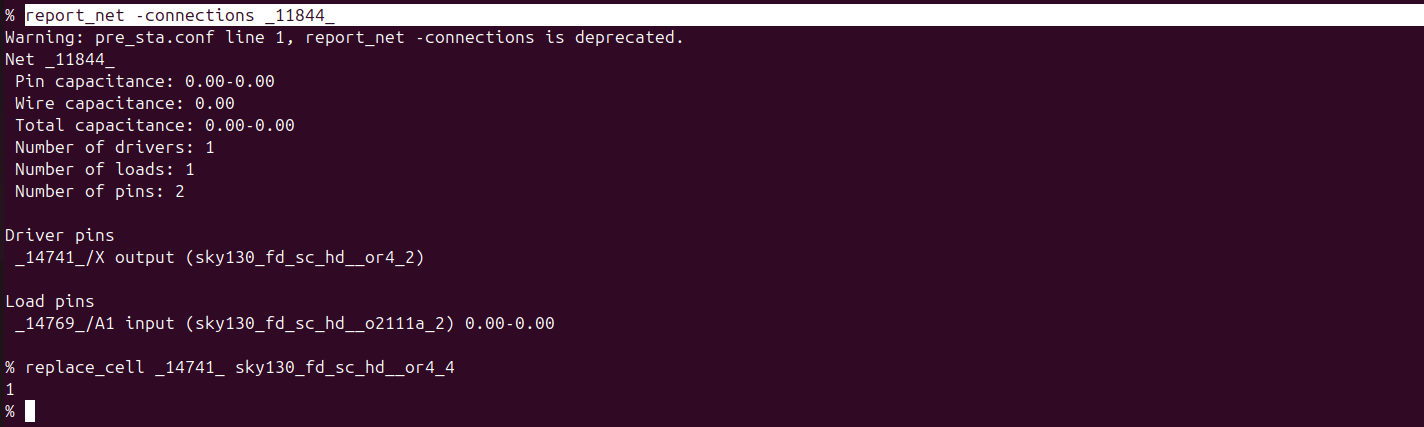 % report_net -connections _11844_
Warning: pre_sta.conf line 1, report_net -connections is deprecated.
Net _11844_
 Pin capacitance: 0.00-0.00
 Wire capacitance: 0.00
 Total capacitance: 0.00-0.00
 Number of drivers: 1
 Number of loads: 1
 Number of pins: 2

Driver pins
 _14741_/X output (sky130_fd_sc_hd__or4_2)

Load pins
 _14769_/A1 input (sky130_fd_sc_hd__o2111a_2) 0.00-0.00

% replace_cell _14741_ sky130_fd_sc_hd__or4_4
1
%